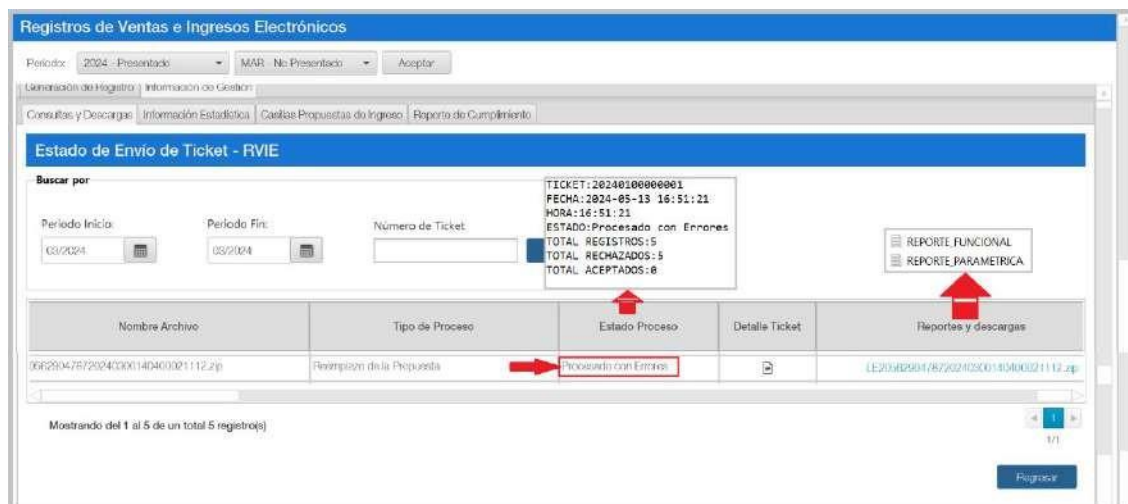 Registros de Ventas e Ingresos Electrónicos
Periodo: 2024 - Presentado MAR - No Presentado Aceptar
Generación de Registro Información de Gestión
Consultas y Descargas Información Estadística Casillas Propuestas de Ingreso Reporte de Cumplimiento
Estado de Envío de Ticket - RVIE
Buscar por
TICKET:20240100000001
FECHA:2024-05-13 16:51:21
HORA:16:51:21
ESTADO:Procesado con Errores
TOTAL REGISTROS:5
TOTAL RECHAZADOS:5
TOTAL ACEPTADOS:0
Periodo Inicio: Periodo Fin: Número de Ticket
03/2024 03/2024
REPORTE_FUNCIONAL
REPORTE_PARAMETRICA
Nombre Archivo Tipo de Proceso Estado Proceso Detalle Ticket Reportes y descargas
Reemplazo de la Propuesta Procesado con Errores
Mostrando del 1 al 5 de un total 5 registro(s)
1
1/1
Regresar